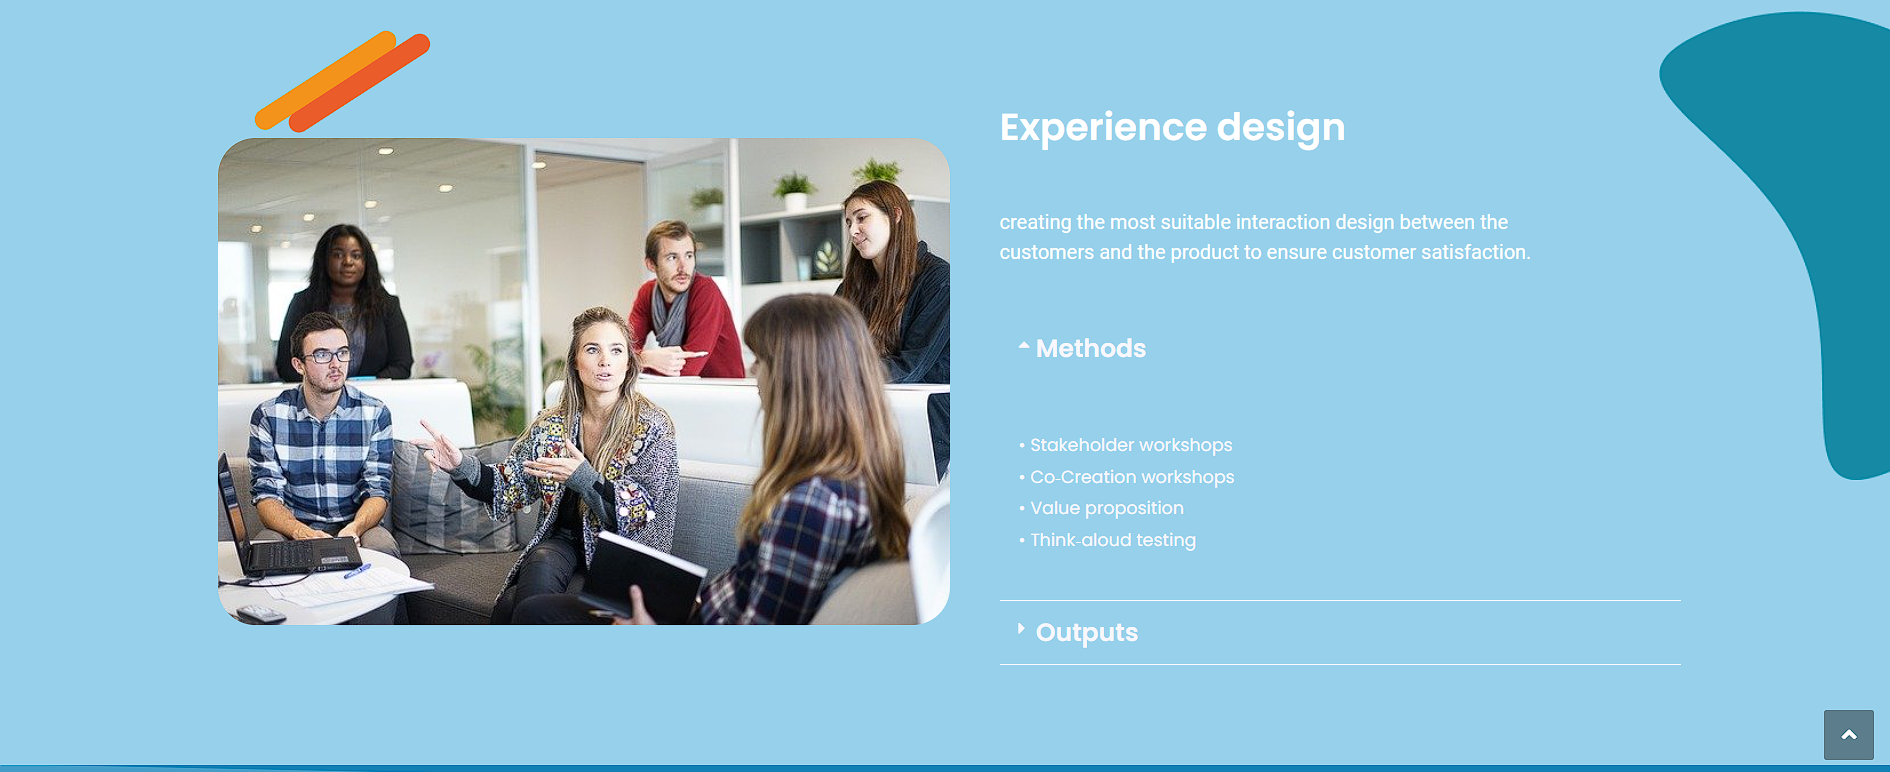 Experience design
creating the most suitable interaction design between the
customers and the product to ensure customer satisfaction.
Methods
• Stakeholder workshops
• Co-Creation workshops
• Value proposition
• Think-aloud testing
Outputs